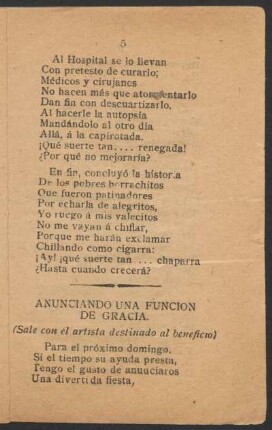 5
Al Hospital se lo llevan
Con pretesto de curarlo;
Médicos y cirujanos
No hacen más que atormentarlo
Dan fin con descuartizarlo.
Al hacerle la autopsia
Mandándolo al otro día
Allá, á la capirotada.
¡Qué suerte tan.... renegada!
¿Por qué no mejoraría?
En fin, concluyó la historia
De los pobres borrachitos
Que fueron patinadores
Por echarla de alegritos,
Yo ruego á mis valecitos
No me vayan á chiflar,
Porque me harán exclamar
Chillando como cigarra:
¡Ay! ¡qué suerte tan ... chaparra
¿Hasta cuando crecerá?
ANUNCIANDO UNA FUNCION
DE GRACIA.
(Sale con el artista destinado al beneficio)
Para el próximo domingo,
Si el tiempo su ayuda presta,
Tengo el gusto de anunciaros
Una divertida fiesta,